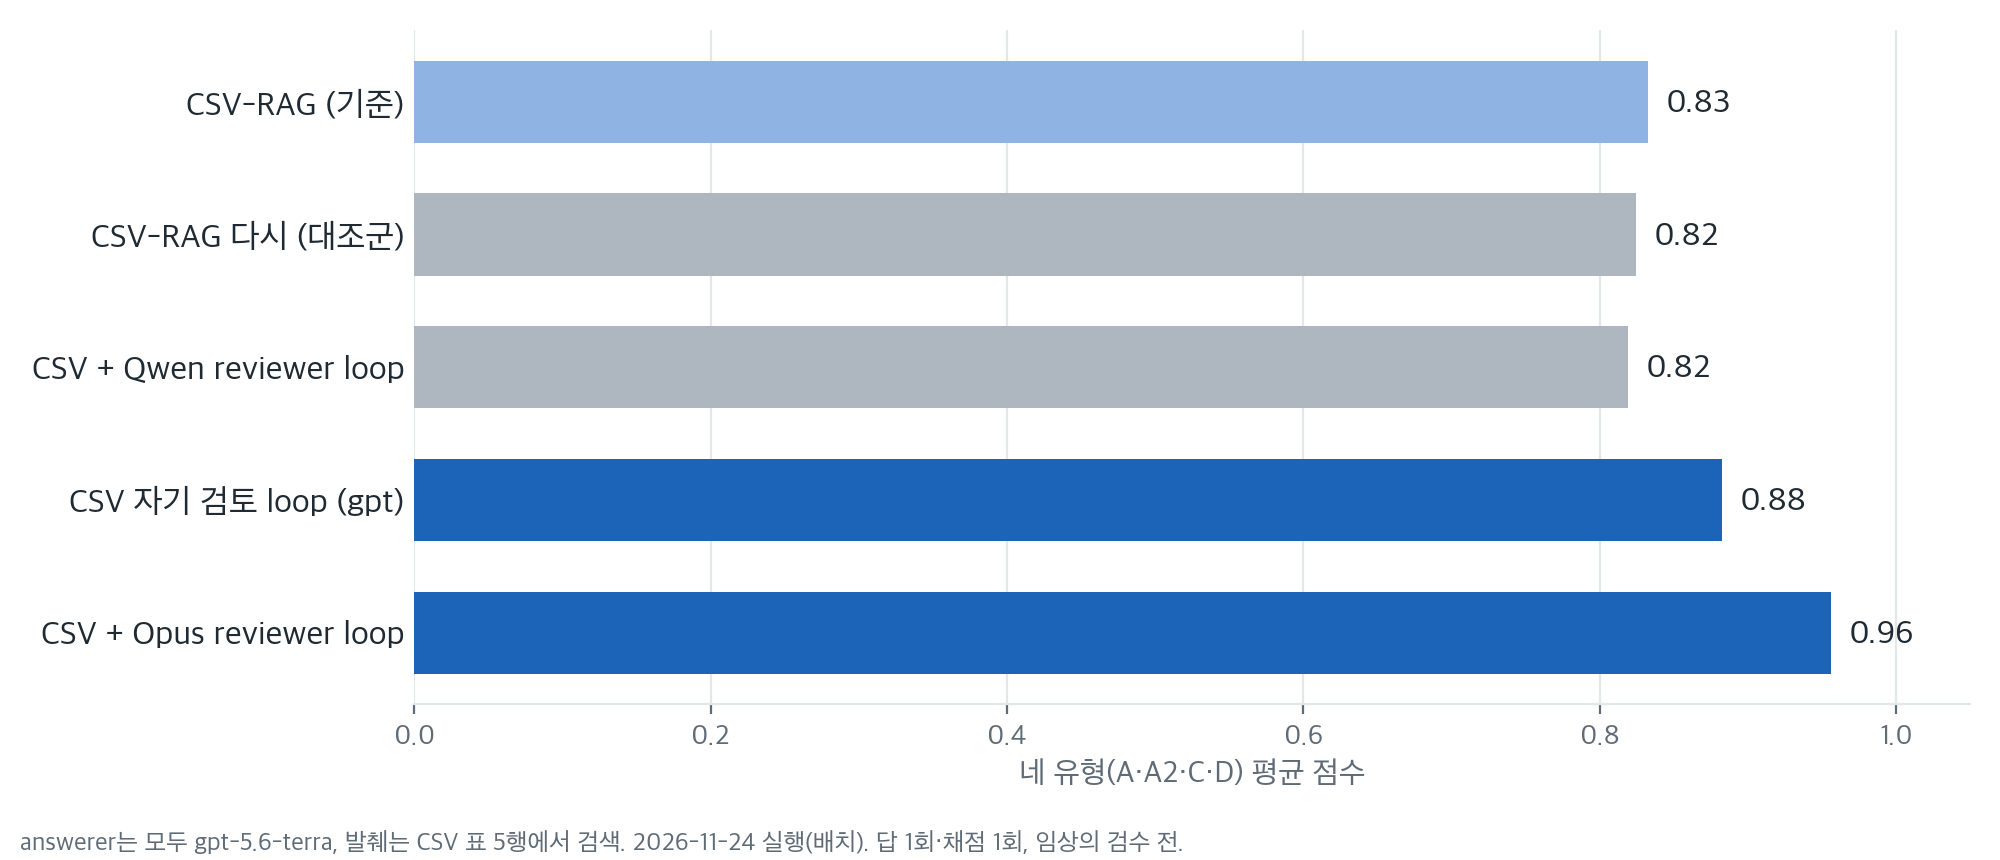 CSV-RAG (기준)
0.83
CSV-RAG 다시 (대조군)
0.82
CSV + Qwen reviewer loop
0.82
CSV 자기 검토 loop (gpt)
0.88
CSV + Opus reviewer loop
0.96
0.0 0.2 0.4 0.6 0.8 1.0
네 유형(A·A2·C·D) 평균 점수
answerer는 모두 gpt-5.6-terra, 발췌는 CSV 표 5행에서 검색. 2026-11-24 실행(배치). 답 1회·채점 1회, 임상의 검수 전.